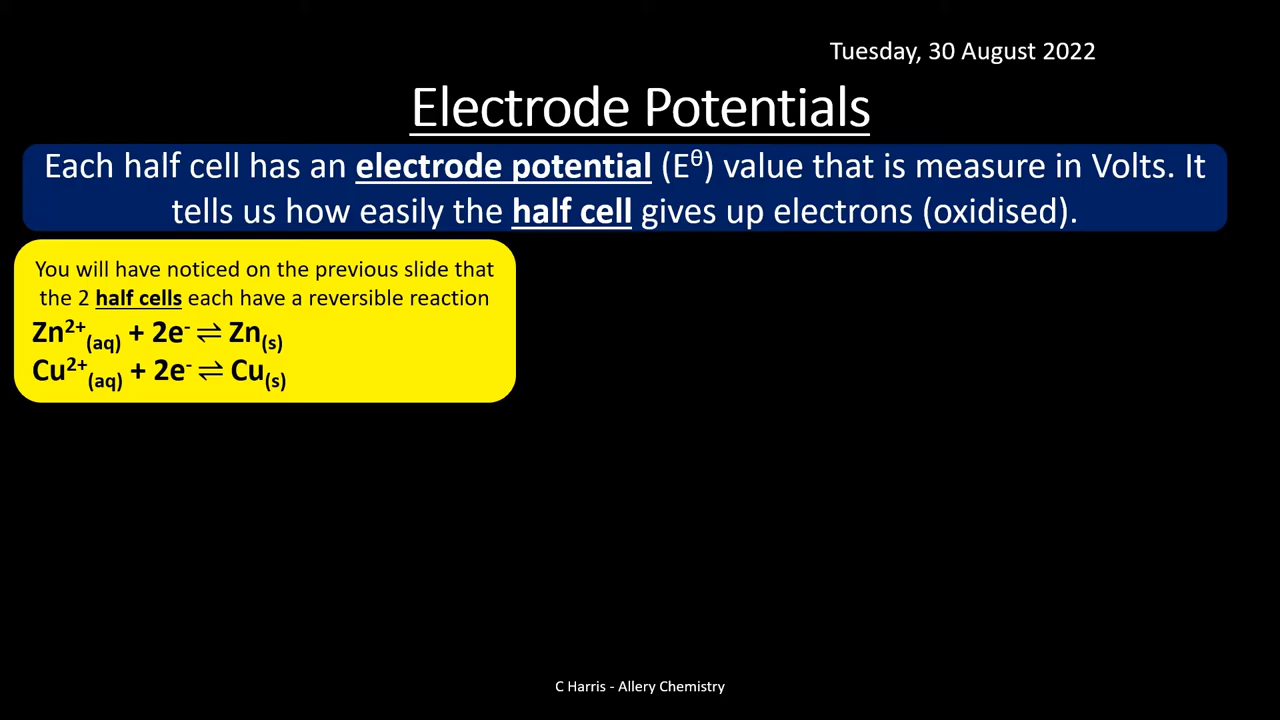 Tuesday, 30 August 2022
Electrode Potentials
Each half cell has an electrode potential (E^θ) value that is measure in Volts. It
tells us how easily the half cell gives up electrons (oxidised).
You will have noticed on the previous slide that
the 2 half cells each have a reversible reaction
Zn²⁺(aq) + 2e⁻ ⇌ Zn(s)
Cu²⁺(aq) + 2e⁻ ⇌ Cu(s)
C Harris - Allery Chemistry